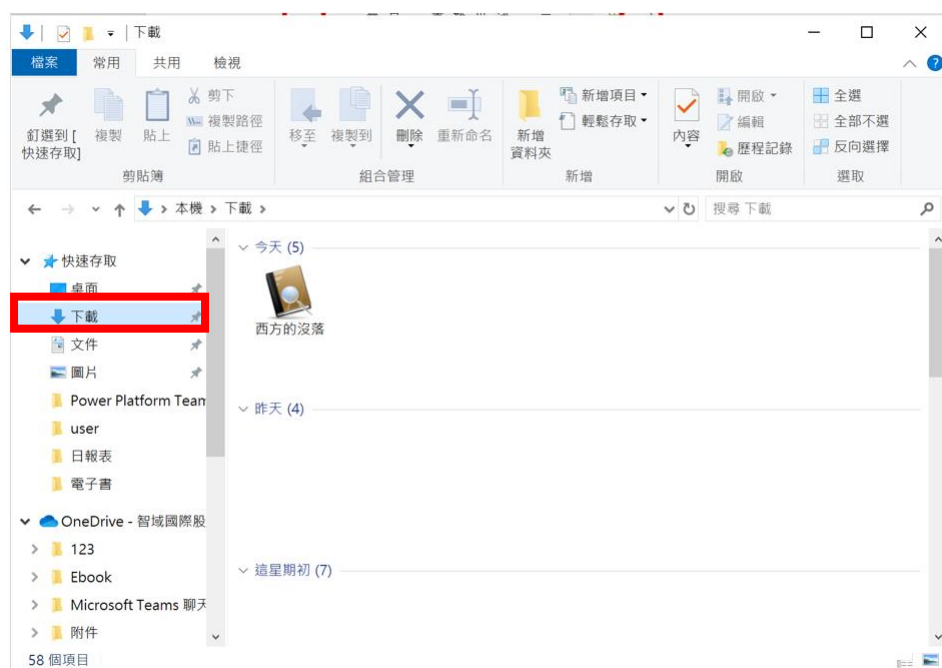 下載
檔案 常用 共用 檢視
釘選到 [
快速存取]
複製
貼上
剪下
複製路徑
貼上捷徑
剪貼簿
移至
複製到
刪除
重新命名
組合管理
新增
資料夾
新增項目
輕鬆存取
新增
內容
開啟
編輯
歷程記錄
開啟
全選
全部不選
反向選擇
選取
本機 下載
搜尋 下載
快速存取
桌面
下載
文件
圖片
Power Platform Team
user
日報表
電子書
OneDrive - 智域國際股
123
Ebook
Microsoft Teams 聊天
附件
今天 (5)
西方的沒落
昨天 (4)
這星期初 (7)
58 個項目